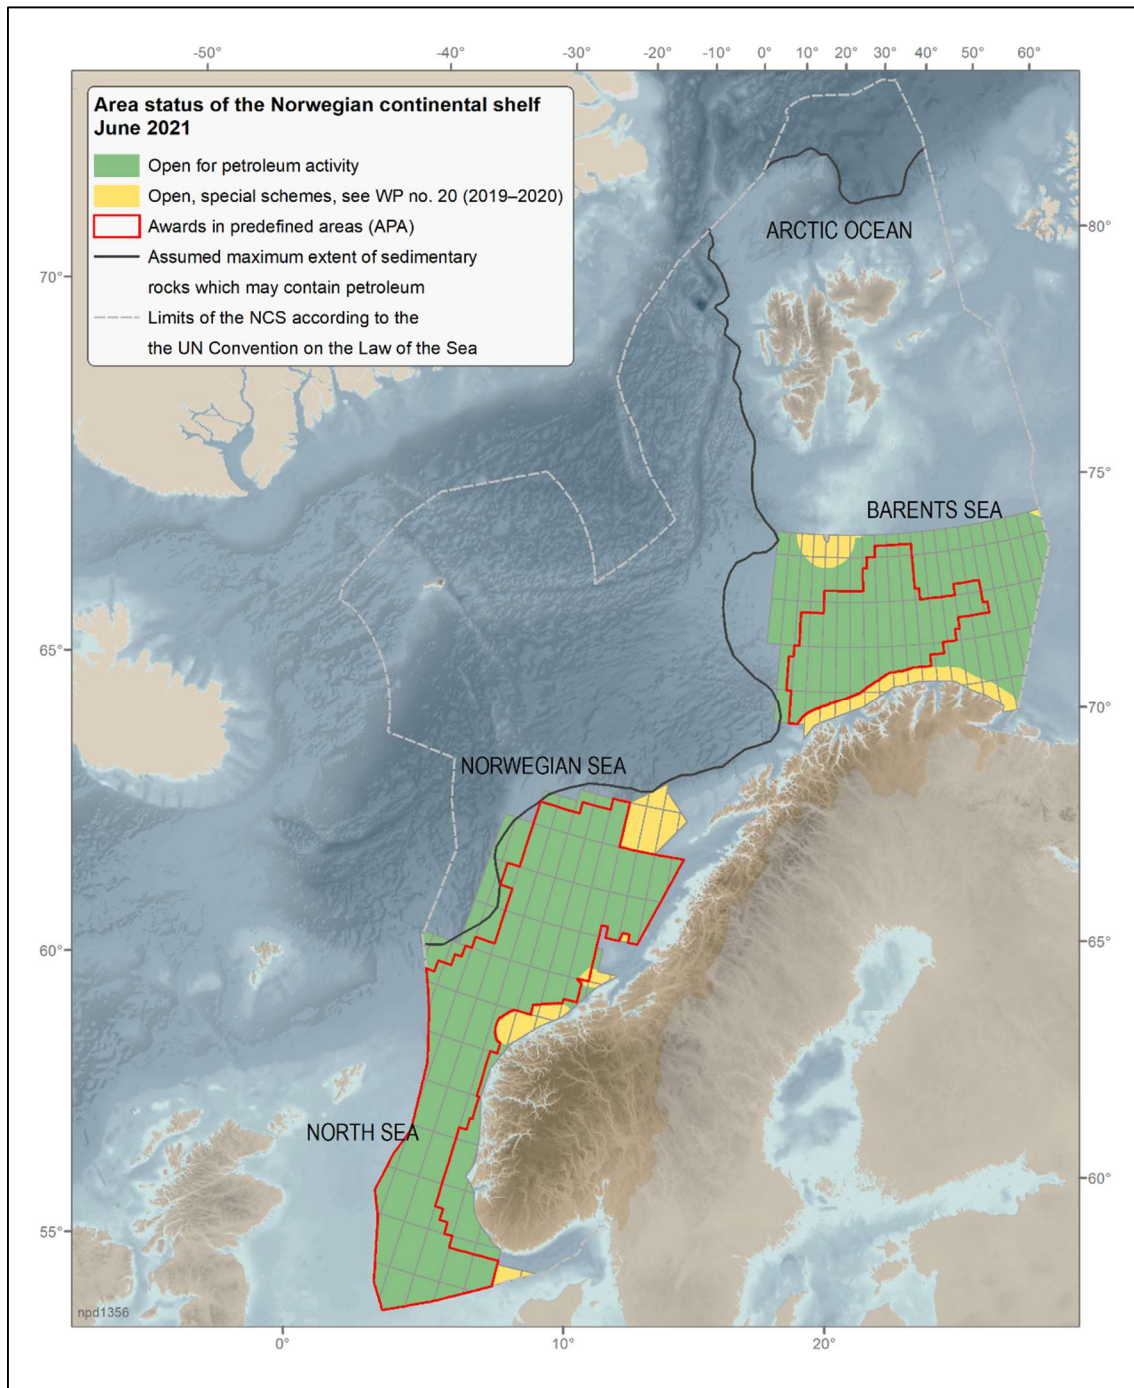 -50°
-40°
-30°
-20°
-10°
0°
10°
20°
30°
40°
50°
60°
Area status of the Norwegian continental shelf
June 2021
Open for petroleum activity
Open, special schemes, see WP no. 20 (2019–2020)
Awards in predefined areas (APA)
Assumed maximum extent of sedimentary
rocks which may contain petroleum
Limits of the NCS according to the
the UN Convention on the Law of the Sea
ARCTIC OCEAN
80°
70°
75°
BARENTS SEA
65°
70°
NORWEGIAN SEA
60°
65°
NORTH SEA
60°
55°
npd1356
0°
10°
20°